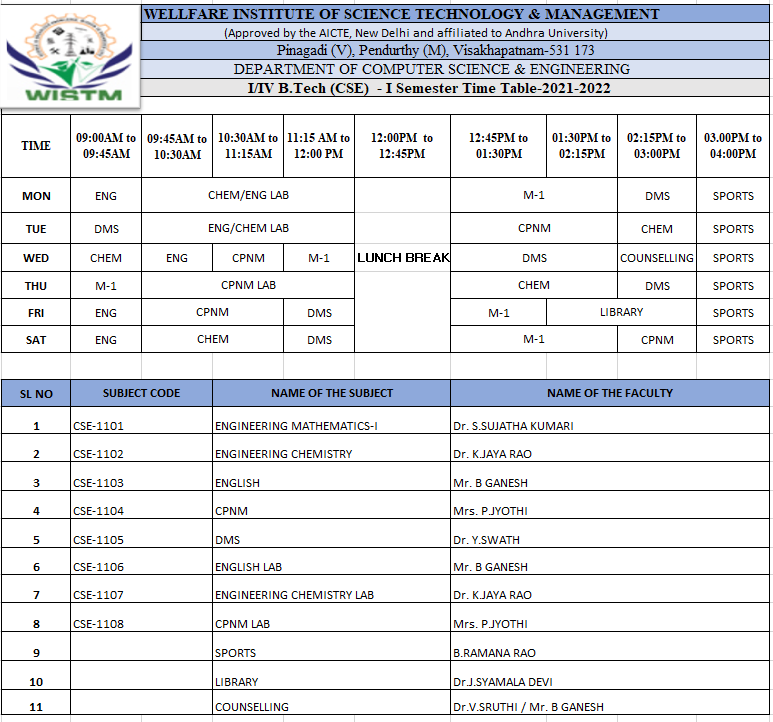 WELLFARE INSTITUTE OF SCIENCE TECHNOLOGY & MANAGEMENT
(Approved by the AICTE, New Delhi and affiliated to Andhra University)
Pinagadi (V), Pendurthy (M), Visakhapatnam-531 173
DEPARTMENT OF COMPUTER SCIENCE & ENGINEERING
WISTM
I/IV B.Tech (CSE) - I Semester Time Table-2021-2022
TIME 09:00AM to 09:45AM 09:45AM to 10:30AM 10:30AM to 11:15AM 11:15 AM to 12:00 PM 12:00PM to 12:45PM 12:45PM to 01:30PM 01:30PM to 02:15PM 02:15PM to 03:00PM 03.00PM to 04:00PM
MON ENG CHEM/ENG LAB M-1 DMS SPORTS
TUE DMS ENG/CHEM LAB CPNM CHEM SPORTS
WED CHEM ENG CPNM M-1 LUNCH BREAK DMS COUNSELLING SPORTS
THU M-1 CPNM LAB CHEM DMS SPORTS
FRI ENG CPNM DMS M-1 LIBRARY SPORTS
SAT ENG CHEM DMS M-1 CPNM SPORTS
SL NO SUBJECT CODE NAME OF THE SUBJECT NAME OF THE FACULTY
1 CSE-1101 ENGINEERING MATHEMATICS-I Dr. S.SUJATHA KUMARI
2 CSE-1102 ENGINEERING CHEMISTRY Dr. K.JAYA RAO
3 CSE-1103 ENGLISH Mr. B GANESH
4 CSE-1104 CPNM Mrs. P.JYOTHI
5 CSE-1105 DMS Dr. Y.SWATH
6 CSE-1106 ENGLISH LAB Mr. B GANESH
7 CSE-1107 ENGINEERING CHEMISTRY LAB Dr. K.JAYA RAO
8 CSE-1108 CPNM LAB Mrs. P.JYOTHI
9 SPORTS B.RAMANA RAO
10 LIBRARY Dr.J.SYAMALA DEVI
11 COUNSELLING Dr.V.SRUTHI / Mr. B GANESH